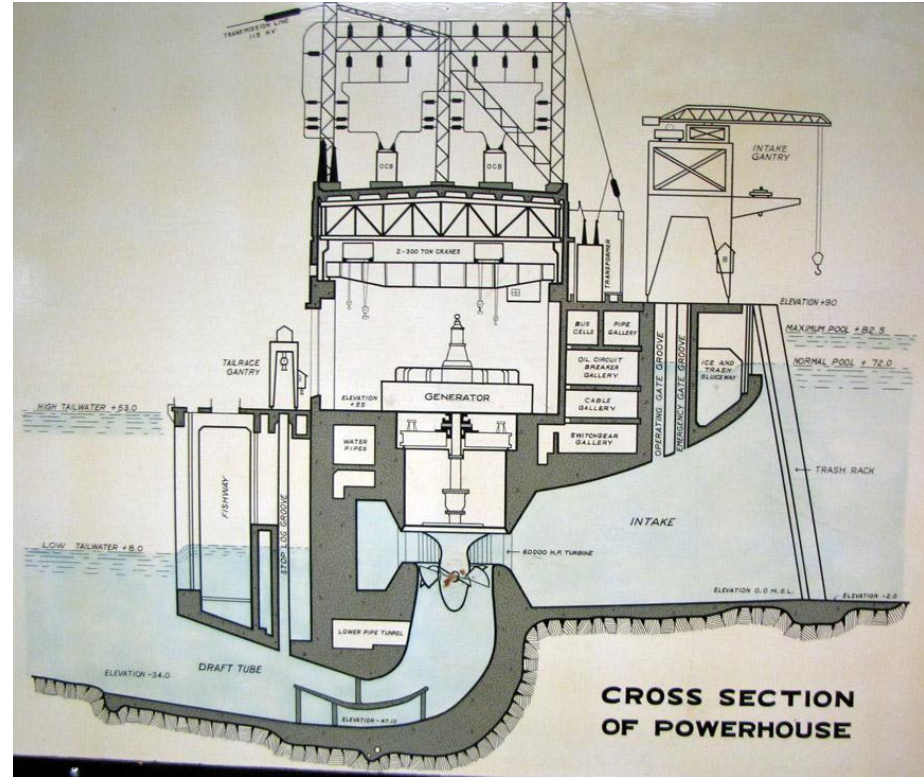 TRANSMISSION LINE
115 KV
OCB
OCB
INTAKE
GANTRY
2-300 TON CRANES
TRANSFORMER
ELEVATION +90
BUS
CELLS
PIPE
GALLERY
MAXIMUM POOL + 82.5
OIL CIRCUIT
BREAKER
GALLERY
ICE AND
TRASH
SLUICEWAY
NORMAL POOL + 72.0
TAILRACE
GANTRY
ELEVATION
+55
GENERATOR
CABLE
GALLERY
OPERATING GATE GROOVE
EMERGENCY GATE GROOVE
HIGH TAILWATER +53.0
WATER
PIPES
SWITCHGEAR
GALLERY
TRASH RACK
FISHWAY
STOP LOG GROOVE
INTAKE
LOW TAILWATER +8.0
60000 H.P. TURBINE
ELEVATION 0.0 M.S.L.
ELEVATION -2.0
LOWER PIPE TUNNEL
DRAFT TUBE
ELEVATION -34.0
ELEVATION -47.12
CROSS SECTION
OF POWERHOUSE